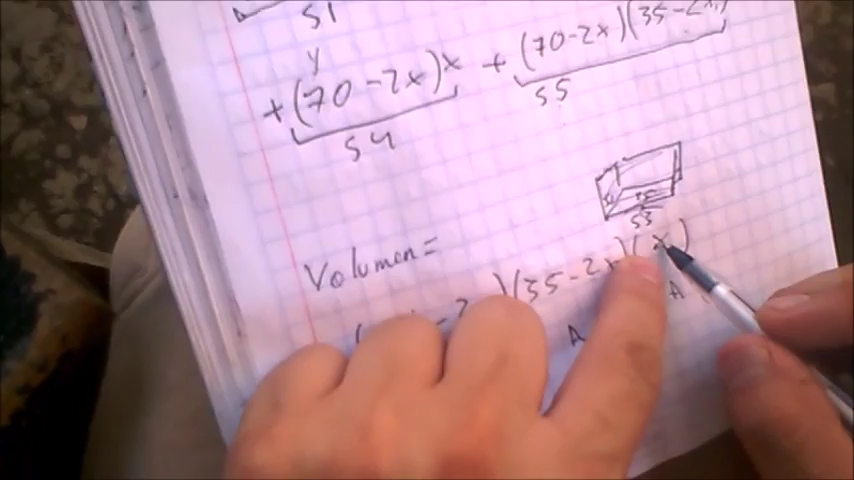 S1
y
+(70-2x)x + (70-2x)(35-2x)
S4
S5
S3
Volumen=
)(35-2x)(x)
A
A